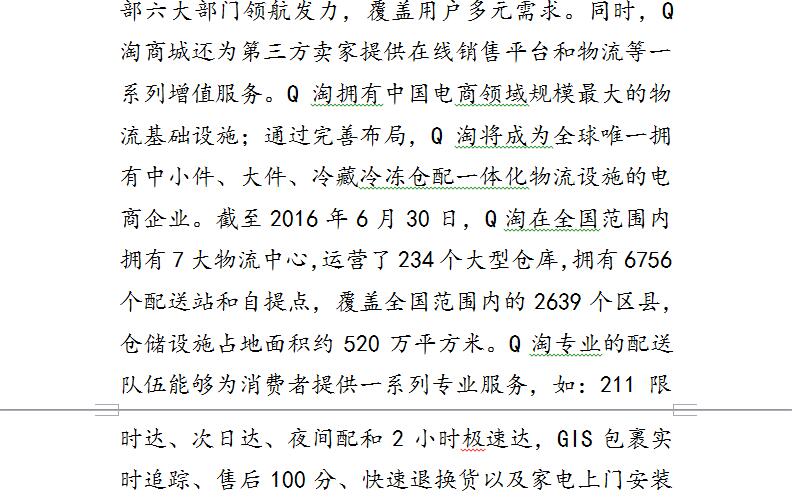 部六大部门领航发力，覆盖用户多元需求。同时，Q
淘商城还为第三方卖家提供在线销售平台和物流等一
系列增值服务。Q 淘拥有中国电商领域规模最大的物
流基础设施；通过完善布局，Q 淘将成为全球唯一拥
有中小件、大件、冷藏冷冻仓配一体化物流设施的电
商企业。截至 2016 年 6 月 30 日，Q 淘在全国范围内
拥有 7 大物流中心,运营了 234 个大型仓库,拥有 6756
个配送站和自提点，覆盖全国范围内的 2639 个区县，
仓储设施占地面积约 520 万平方米。Q 淘专业的配送
队伍能够为消费者提供一系列专业服务，如：211 限
时达、次日达、夜间配和 2 小时极速达，GIS 包裹实
时追踪、售后 100 分、快速退换货以及家电上门安装